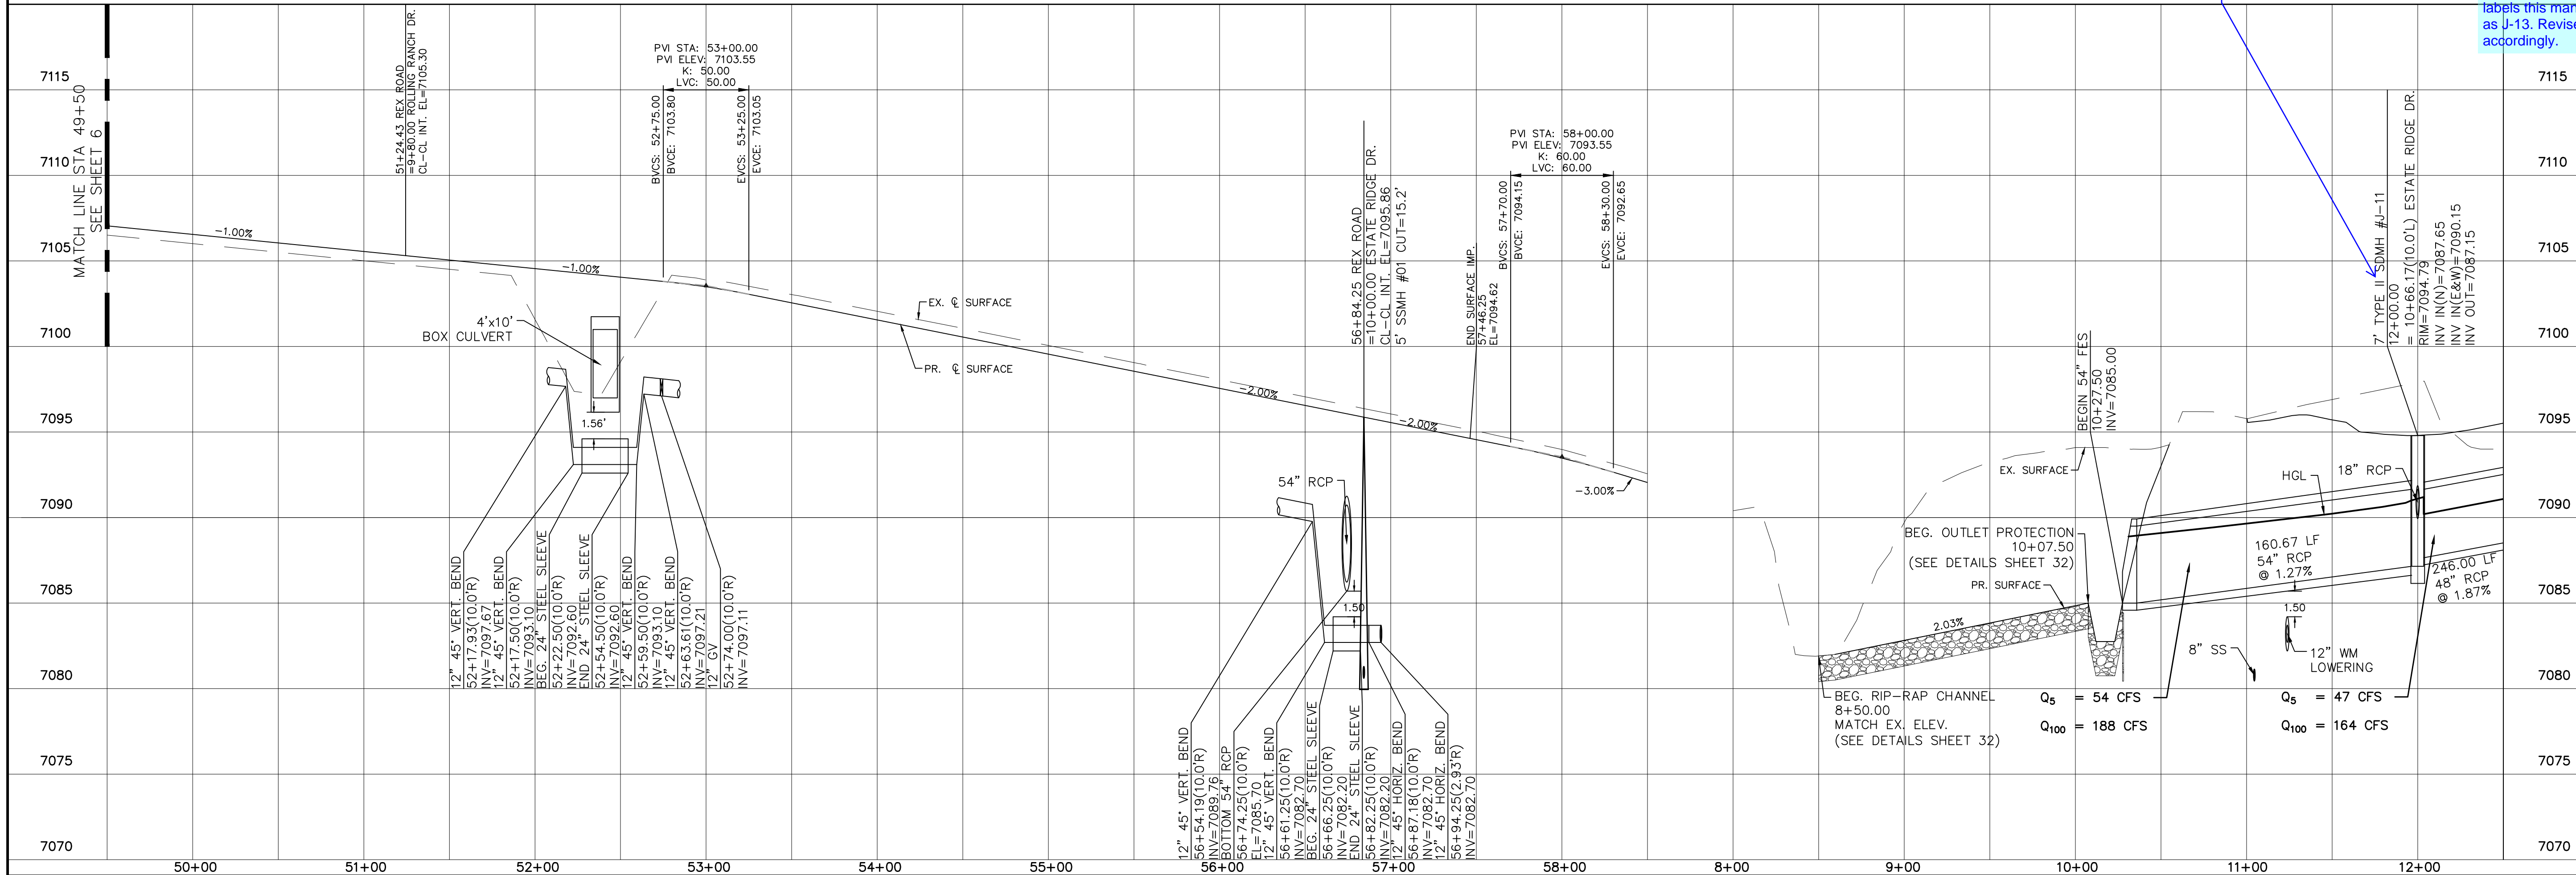 labels this man
as J-13. Revise
accordingly.
7115
7110
7105
7100
7095
7090
7085
7080
7075
7070
MATCH LINE STA 49+50
SEE SHEET 6
-1.00%
51+24.43 REX ROAD
=9+80.00 ROLLING RANCH DR.
CL-CL INT. EL=7105.30
PVI STA: 53+00.00
PVI ELEV: 7103.55
K: 50.00
LVC: 50.00
BVCS: 52+75.00
BVCE: 7103.80
EVCS: 53+25.00
EVCE: 7103.05
-1.00%
4'x10'
BOX CULVERT
1.56'
EX. ℄ SURFACE
PR. ℄ SURFACE
12" 45° VERT. BEND
52+17.93(10.0'R)
INV=7097.67
12" 45° VERT. BEND
52+17.50(10.0'R)
INV=7093.10
BEG. 24" STEEL SLEEVE
52+22.50(10.0'R)
INV=7092.60
END 24" STEEL SLEEVE
52+54.50(10.0'R)
INV=7092.60
12" 45° VERT. BEND
52+59.50(10.0'R)
INV=7093.10
12" 45° VERT. BEND
52+63.61(10.0'R)
INV=7097.21
12" GV
52+74.00(10.0'R)
INV=7097.11
-2.00%
56+84.25 REX ROAD
=10+00.00 ESTATE RIDGE DR.
CL-CL INT. EL=7095.86
5' SSMH #01 CUT=15.2'
-2.00%
END SURFACE IMP.
57+46.25
EL=7094.62
PVI STA: 58+00.00
PVI ELEV: 7093.55
K: 60.00
LVC: 60.00
BVCS: 57+70.00
BVCE: 7094.15
EVCS: 58+30.00
EVCE: 7092.65
-3.00%
54" RCP
1.50
12" 45° VERT. BEND
56+54.19(10.0'R)
INV=7089.76
BOTTOM 54" RCP
56+74.25(10.0'R)
EL=7085.70
12" 45° VERT. BEND
56+61.25(10.0'R)
INV=7082.70
BEG. 24" STEEL SLEEVE
56+66.25(10.0'R)
INV=7082.20
END 24" STEEL SLEEVE
56+82.25(10.0'R)
INV=7082.20
12" 45° HORIZ. BEND
56+87.18(10.0'R)
INV=7082.70
12" 45° HORIZ. BEND
56+94.25(2.93'R)
INV=7082.70
BEGIN 54" FES
10+27.50
INV=7085.00
EX. SURFACE
BEG. OUTLET PROTECTION
10+07.50
(SEE DETAILS SHEET 32)
PR. SURFACE
2.03%
BEG. RIP-RAP CHANNEL
8+50.00
MATCH EX. ELEV.
(SEE DETAILS SHEET 32)
Q5 = 54 CFS
Q100 = 188 CFS
HGL
18" RCP
160.67 LF
54" RCP
@ 1.27%
1.50
8" SS
12" WM
LOWERING
246.00 LF
48" RCP
@ 1.87%
Q5 = 47 CFS
Q100 = 164 CFS
7' TYPE II SDMH #J-11
12+00.00
= 10+66.17(10.0'L) ESTATE RIDGE DR.
RIM=7094.79
INV IN(N)=7087.65
INV IN(E&W)=7090.15
INV OUT=7087.15
7115
7110
7105
7100
7095
7090
7085
7080
7075
7070
50+00
51+00
52+00
53+00
54+00
55+00
56+00
57+00
58+00
8+00
9+00
10+00
11+00
12+00